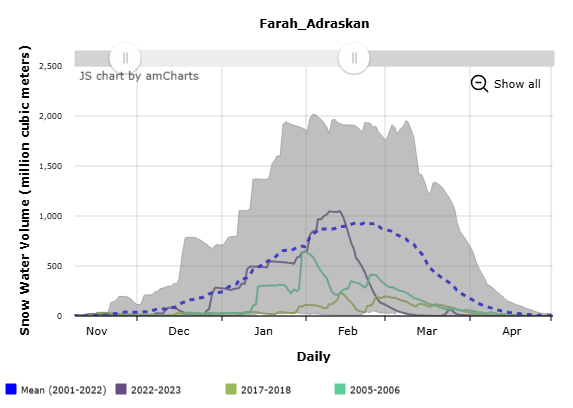 Farah_Adraskan
JS chart by amCharts
Show all
Snow Water Volume (million cubic meters)
2,500
2,000
1,500
1,000
500
0
Nov Dec Jan Feb Mar Apr
Daily
Mean (2001-2022) 2022-2023 2017-2018 2005-2006